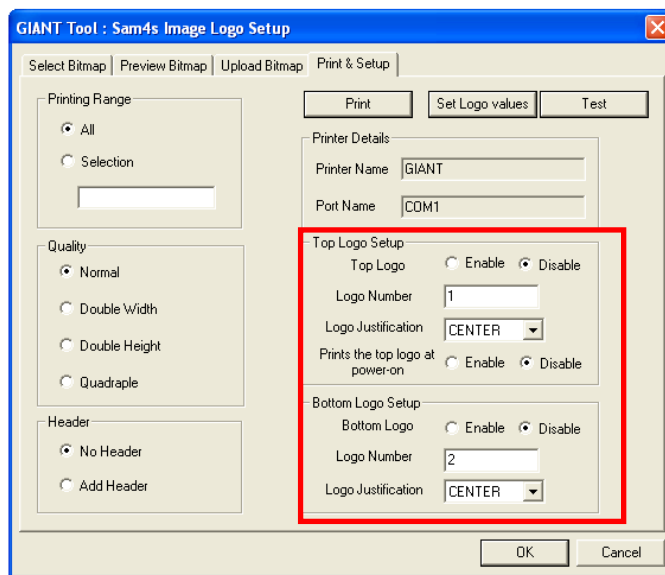 GIANT Tool : Sam4s Image Logo Setup
Select Bitmap Preview Bitmap Upload Bitmap Print & Setup
Printing Range
All
Selection
Quality
Normal
Double Width
Double Height
Quadraple
Header
No Header
Add Header
Print Set Logo values Test
Printer Details
Printer Name GIANT
Port Name COM1
Top Logo Setup
Top Logo Enable Disable
Logo Number 1
Logo Justification CENTER
Prints the top logo at
power-on Enable Disable
Bottom Logo Setup
Bottom Logo Enable Disable
Logo Number 2
Logo Justification CENTER
OK Cancel